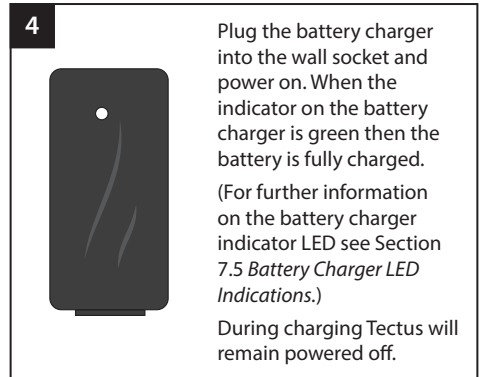 4
Plug the battery charger
into the wall socket and
power on. When the
indicator on the battery
charger is green then the
battery is fully charged.
(For further information
on the battery charger
indicator LED see Section
7.5 Battery Charger LED
Indications.)
During charging Tectus will
remain powered off.